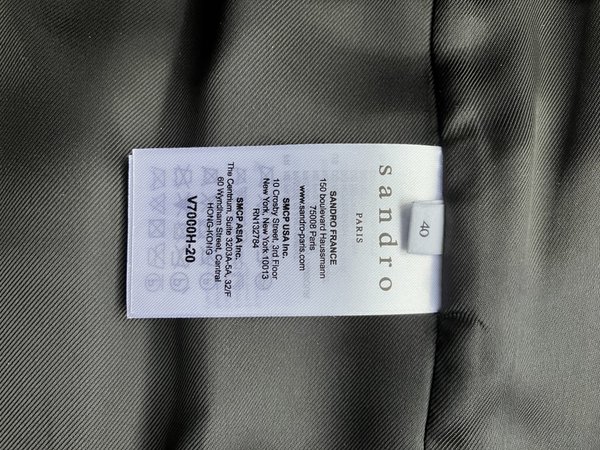 40
sandro
PARIS
SANDRO FRANCE
150 boulevard Haussmann
75008 Paris
www.sandro-paris.com
SMCP USA Inc.
10 Crosby Street, 3rd Floor
New York, New York 10013
RN132784
SMCP ASIA Inc.
The Centrium, Suite 3203A-5A, 32/F
60 Wyndham Street, Central
HONG-KONG
V7000H-20